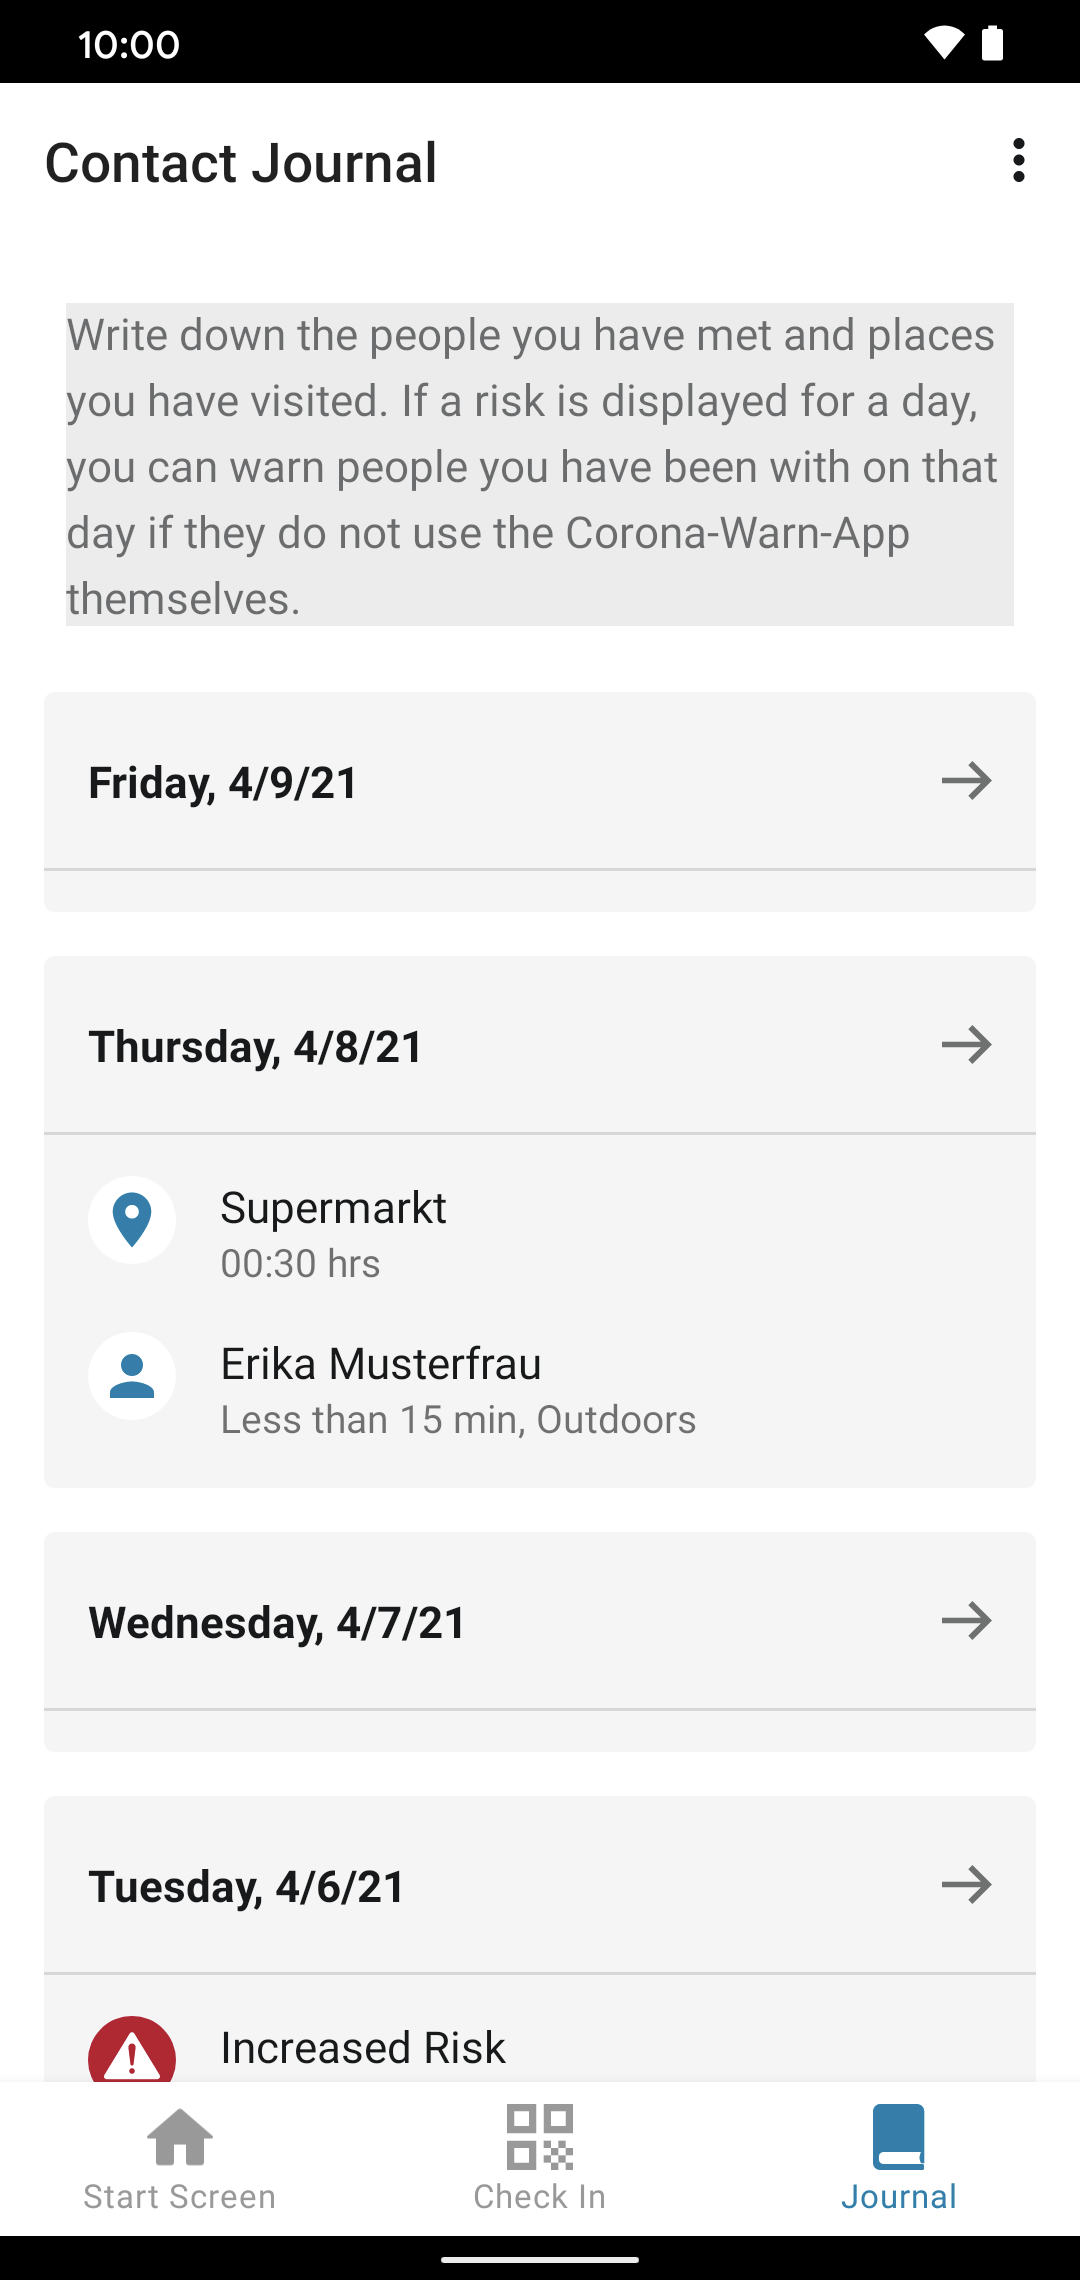 10:00
Contact Journal
Write down the people you have met and places
you have visited. If a risk is displayed for a day,
you can warn people you have been with on that
day if they do not use the Corona-Warn-App
themselves.
Friday, 4/9/21
Thursday, 4/8/21
Supermarkt
00:30 hrs
Erika Musterfrau
Less than 15 min, Outdoors
Wednesday, 4/7/21
Tuesday, 4/6/21
Increased Risk
Start Screen
Check In
Journal